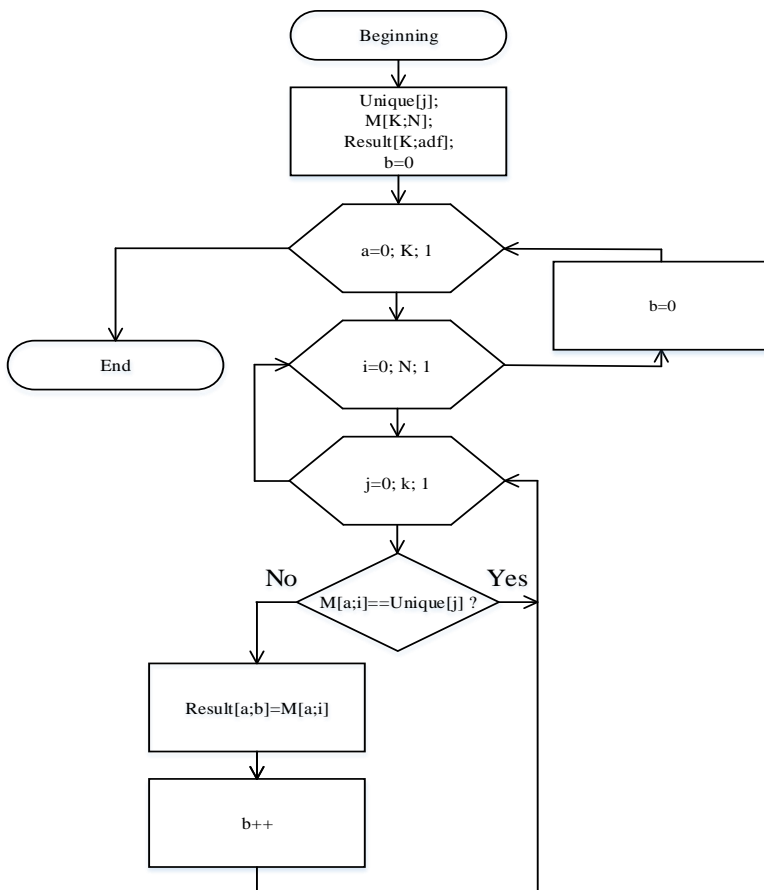 Beginning
Unique[j];
M[K;N];
Result[K;adf];
b=0
a=0; K; 1
b=0
i=0; N; 1
End
j=0; k; 1
No
Yes
M[a;i]==Unique[j] ?
Result[a;b]=M[a;i]
b++